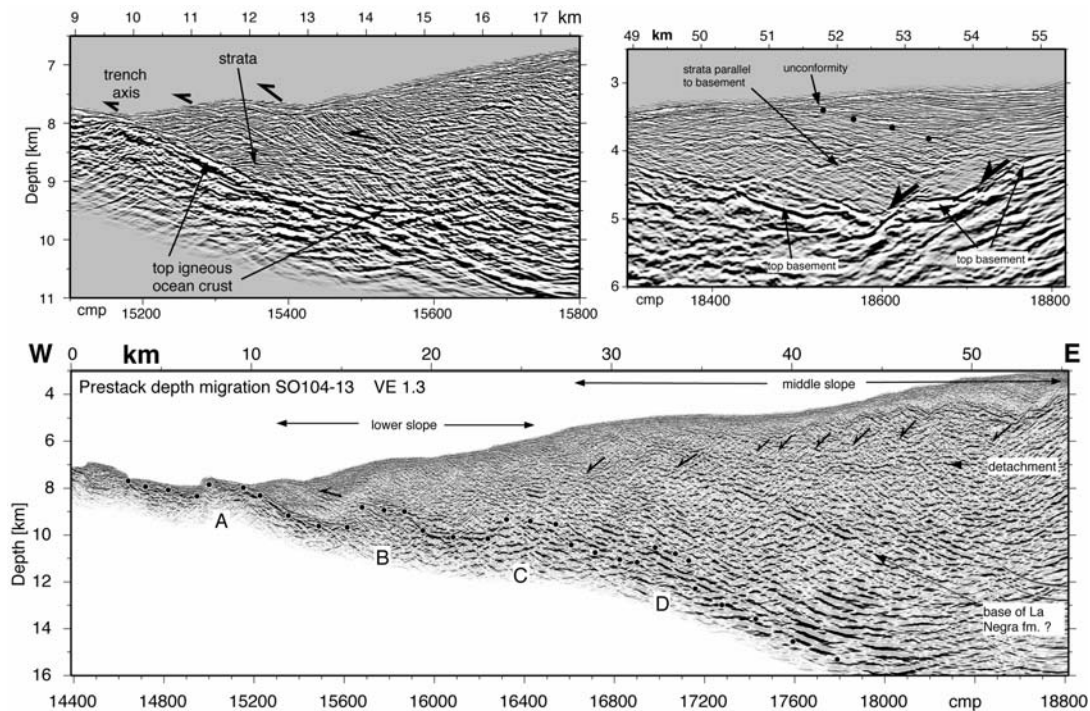 9 10 11 12 13 14 15 16 17 km
7
8
9
10
11
Depth [km]
trench
axis
strata
top igneous
ocean crust
cmp 15200 15400 15600 15800
49 km 50 51 52 53 54 55
3
4
5
6
Depth [km]
unconformity
strata parallel
to basement
top basement
top basement
cmp 18400 18600 18800
W 0 km 10 20 30 40 50 E
Prestack depth migration SO104-13 VE 1.3
middle slope
lower slope
4
6
8
10
12
14
16
Depth [km]
detachment
A
B
C
D
base of La
Negra fm. ?
14400 14800 15200 15600 16000 16400 16800 17200 17600 18000 cmp 18800